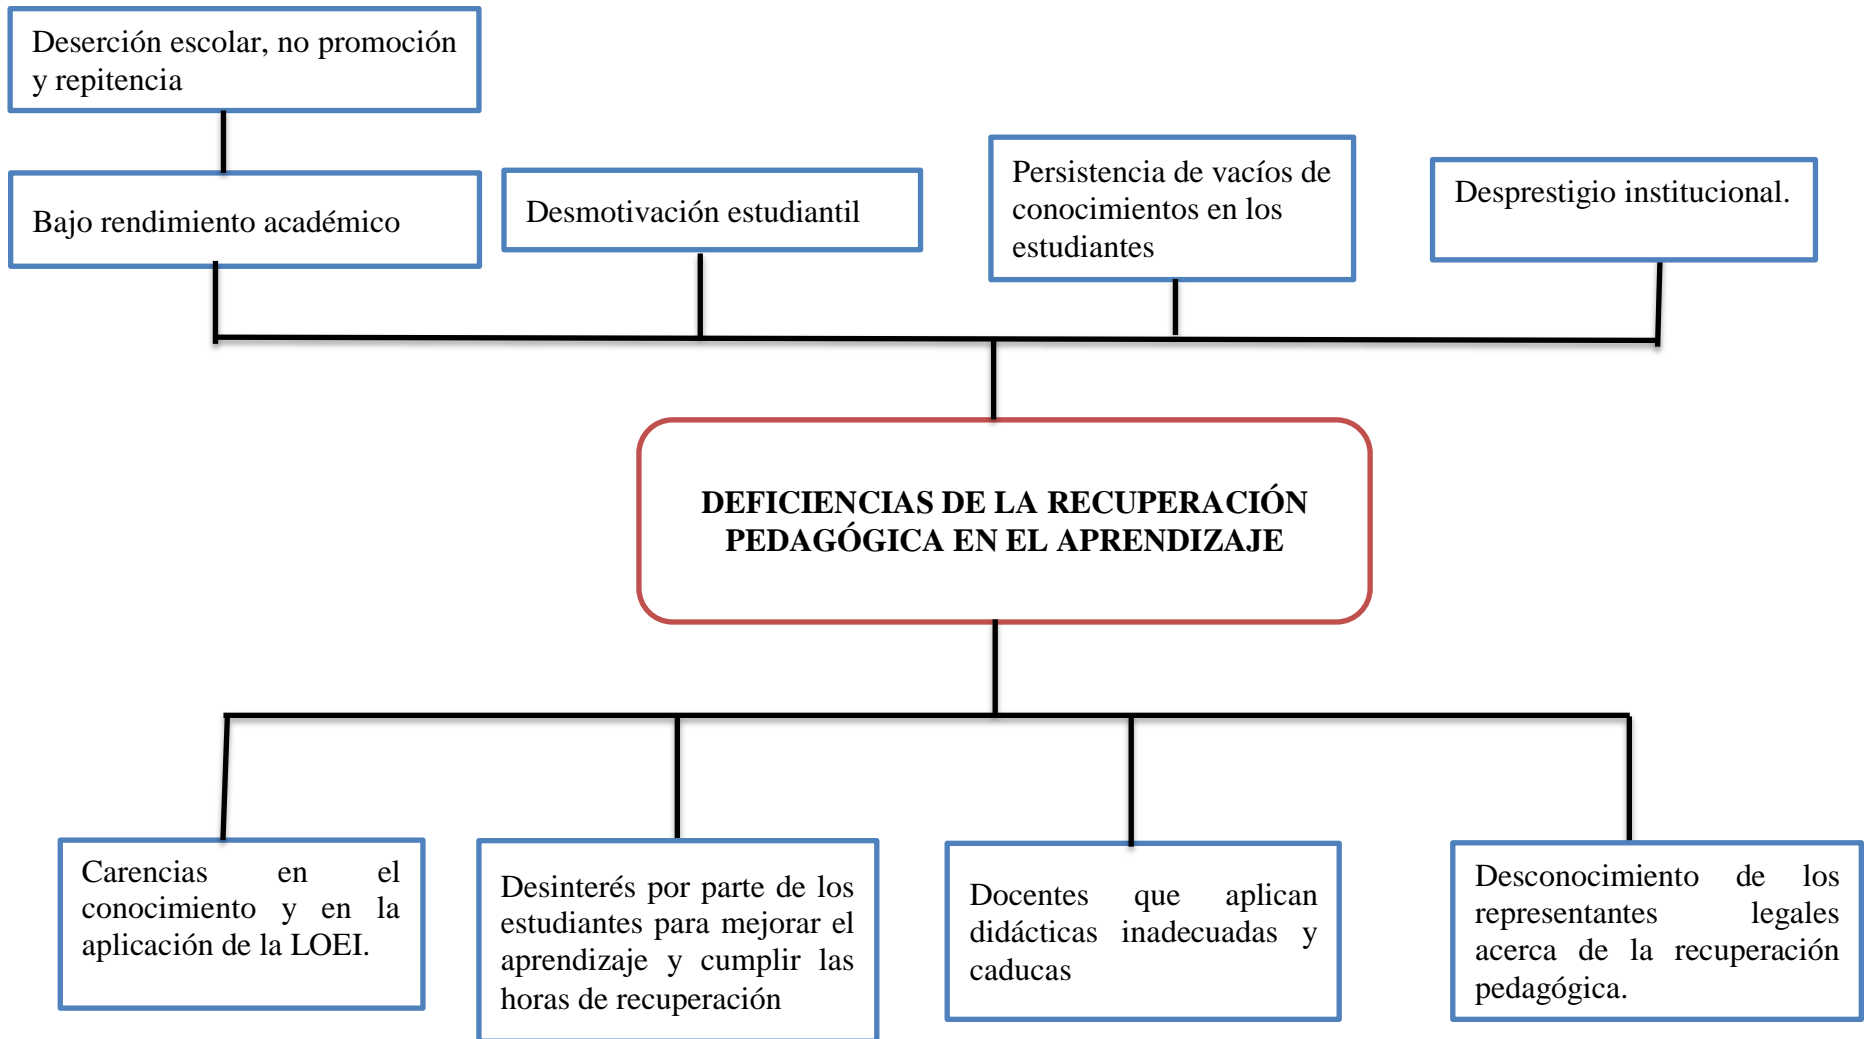 Deserción escolar, no promoción
y repitencia
Bajo rendimiento académico
Desmotivación estudiantil
Persistencia de vacíos de
conocimientos en los
estudiantes
Desprestigio institucional.
DEFICIENCIAS DE LA RECUPERACIÓN
PEDAGÓGICA EN EL APRENDIZAJE
Carencias en el
conocimiento y en la
aplicación de la LOEI.
Desinterés por parte de los
estudiantes para mejorar el
aprendizaje y cumplir las
horas de recuperación
Docentes que aplican
didácticas inadecuadas y
caducas
Desconocimiento de los
representantes legales
acerca de la recuperación
pedagógica.